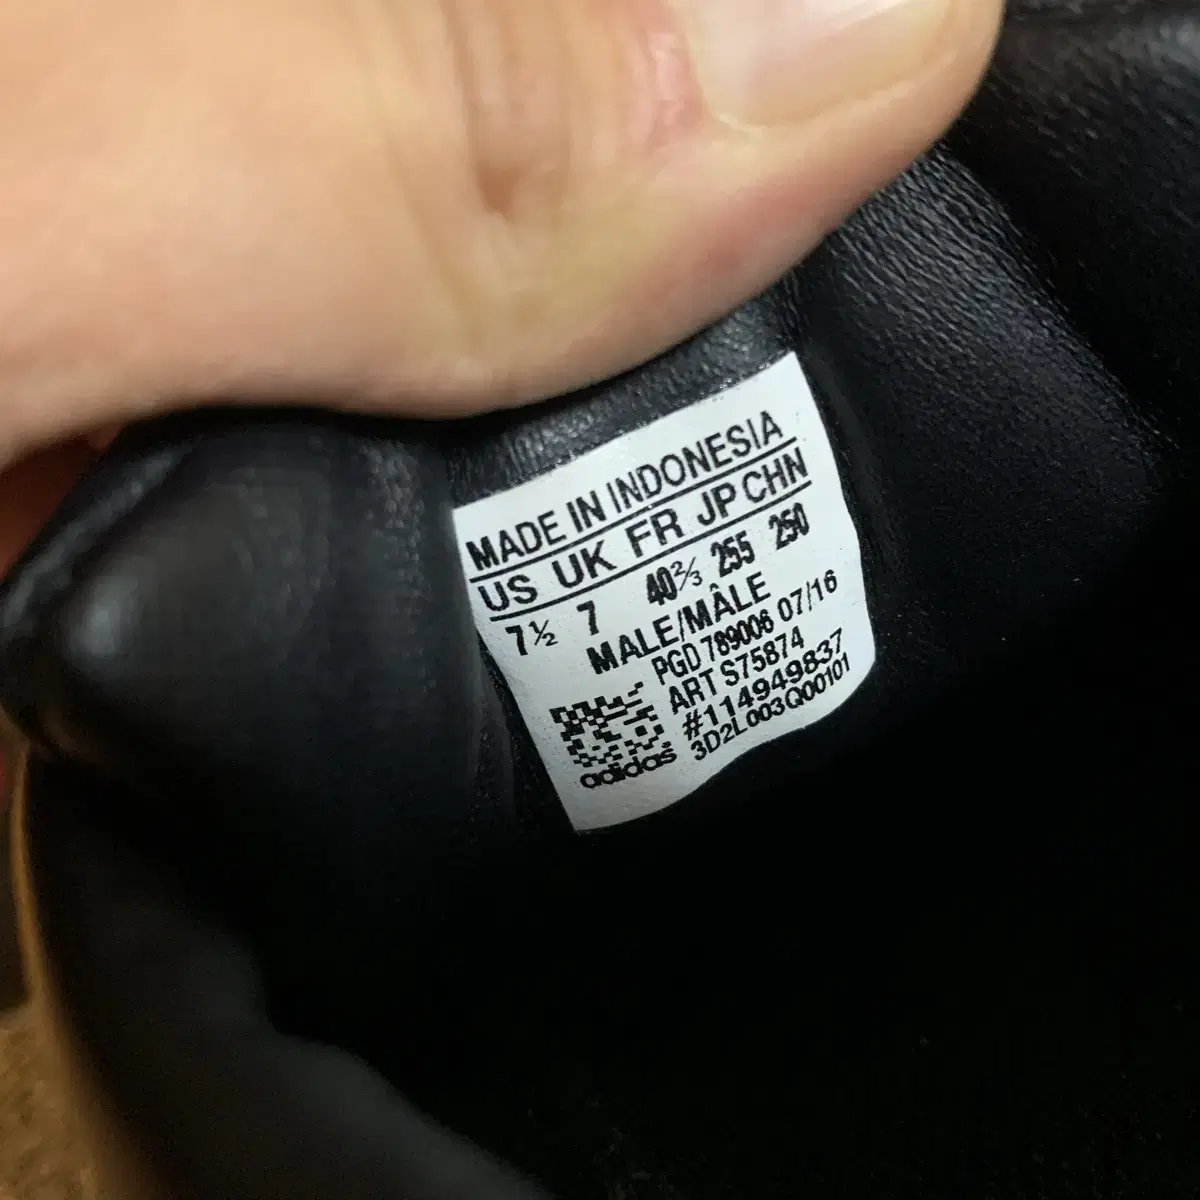 MADE IN INDONESIA
US UK FR JP CHN
7½ 7 40⅔ 255 250
MALE/MÂLE
PGD 789006 07/16
ART S75874
#114949837
adidas 3D2L003Q00101